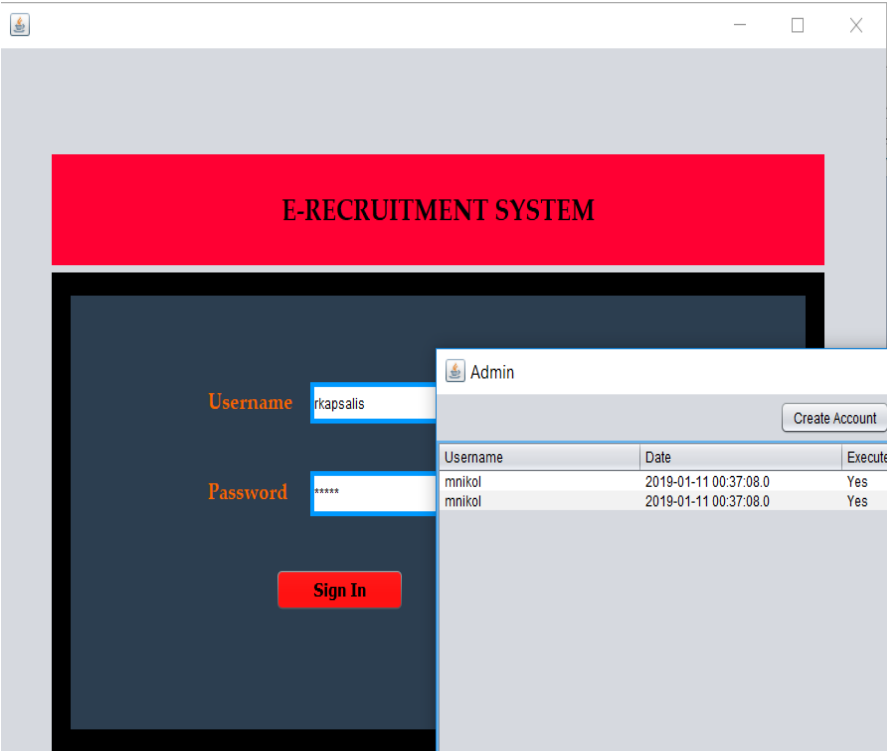 E-RECRUITMENT SYSTEM
Username rkapsalis
Password *****
Sign In
Admin
Create Account
Username Date Execute
mnikol 2019-01-11 00:37:08.0 Yes
mnikol 2019-01-11 00:37:08.0 Yes